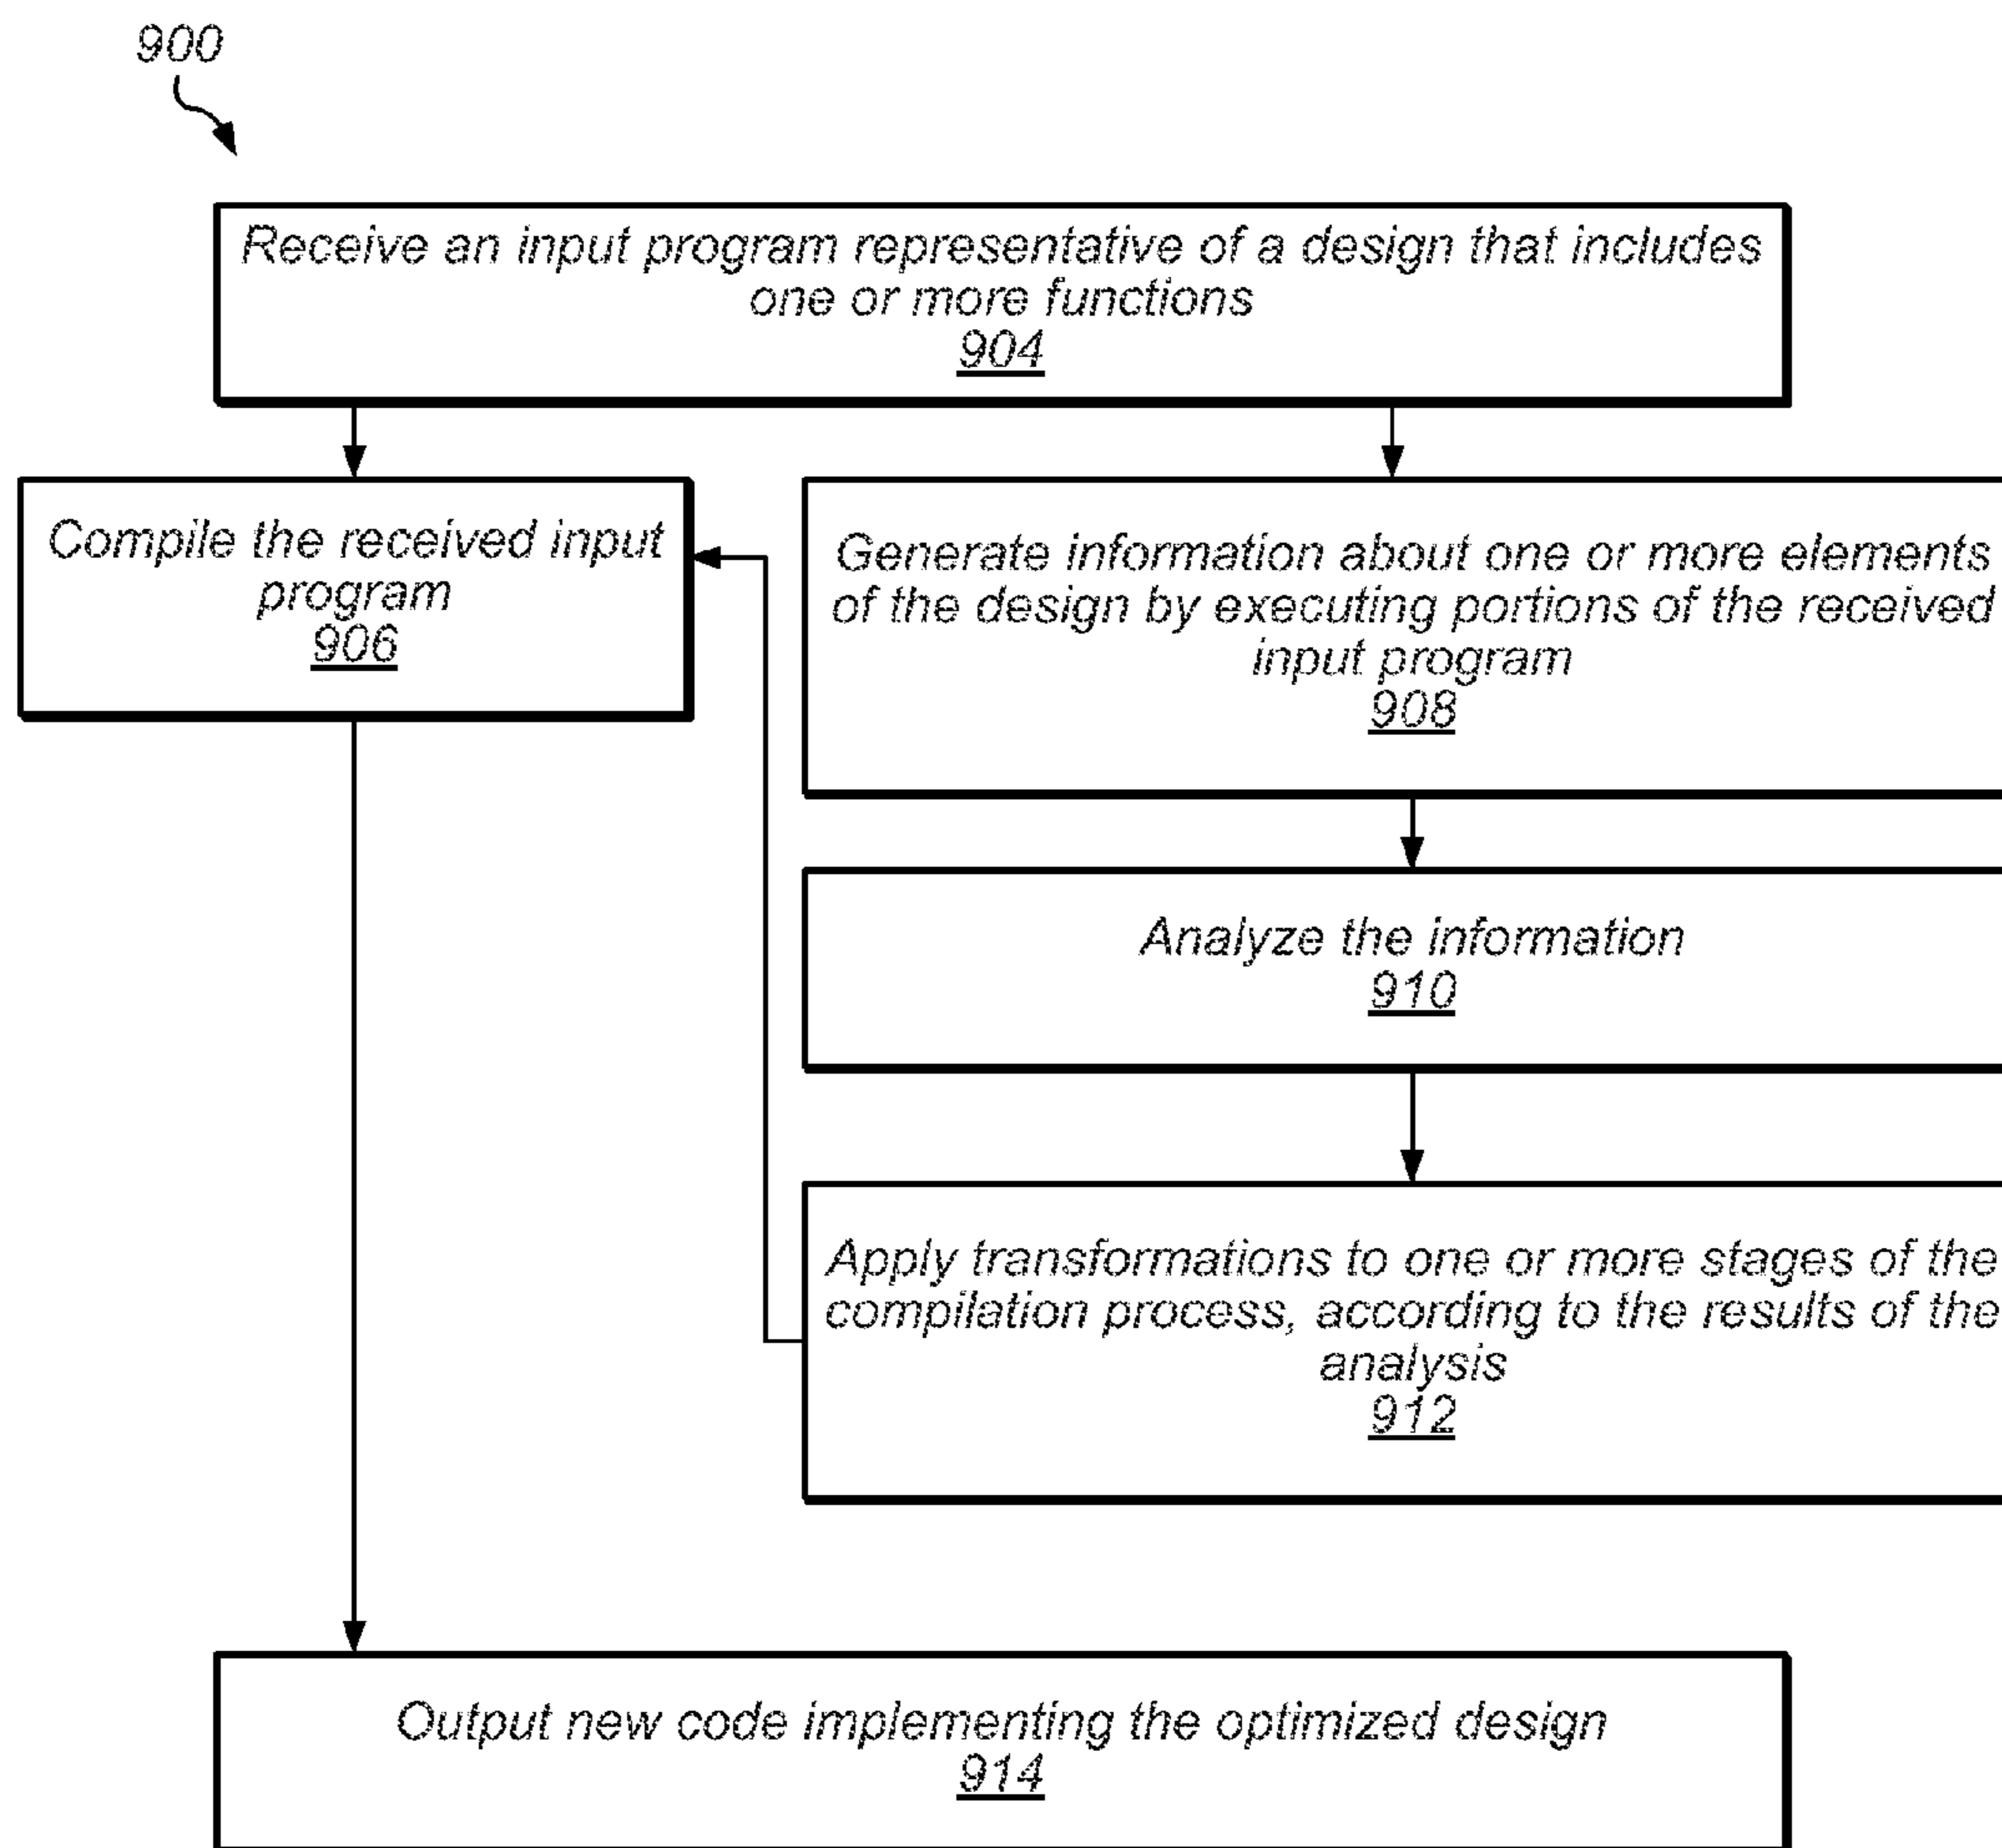 900
Receive an input program representative of a design that includes
one or more functions
904
Compile the received input
program
906
Generate information about one or more elements
of the design by executing portions of the received
input program
908
Analyze the information
910
Apply transformations to one or more stages of the
compilation process, according to the results of the
analysis
912
Output new code implementing the optimized design
914